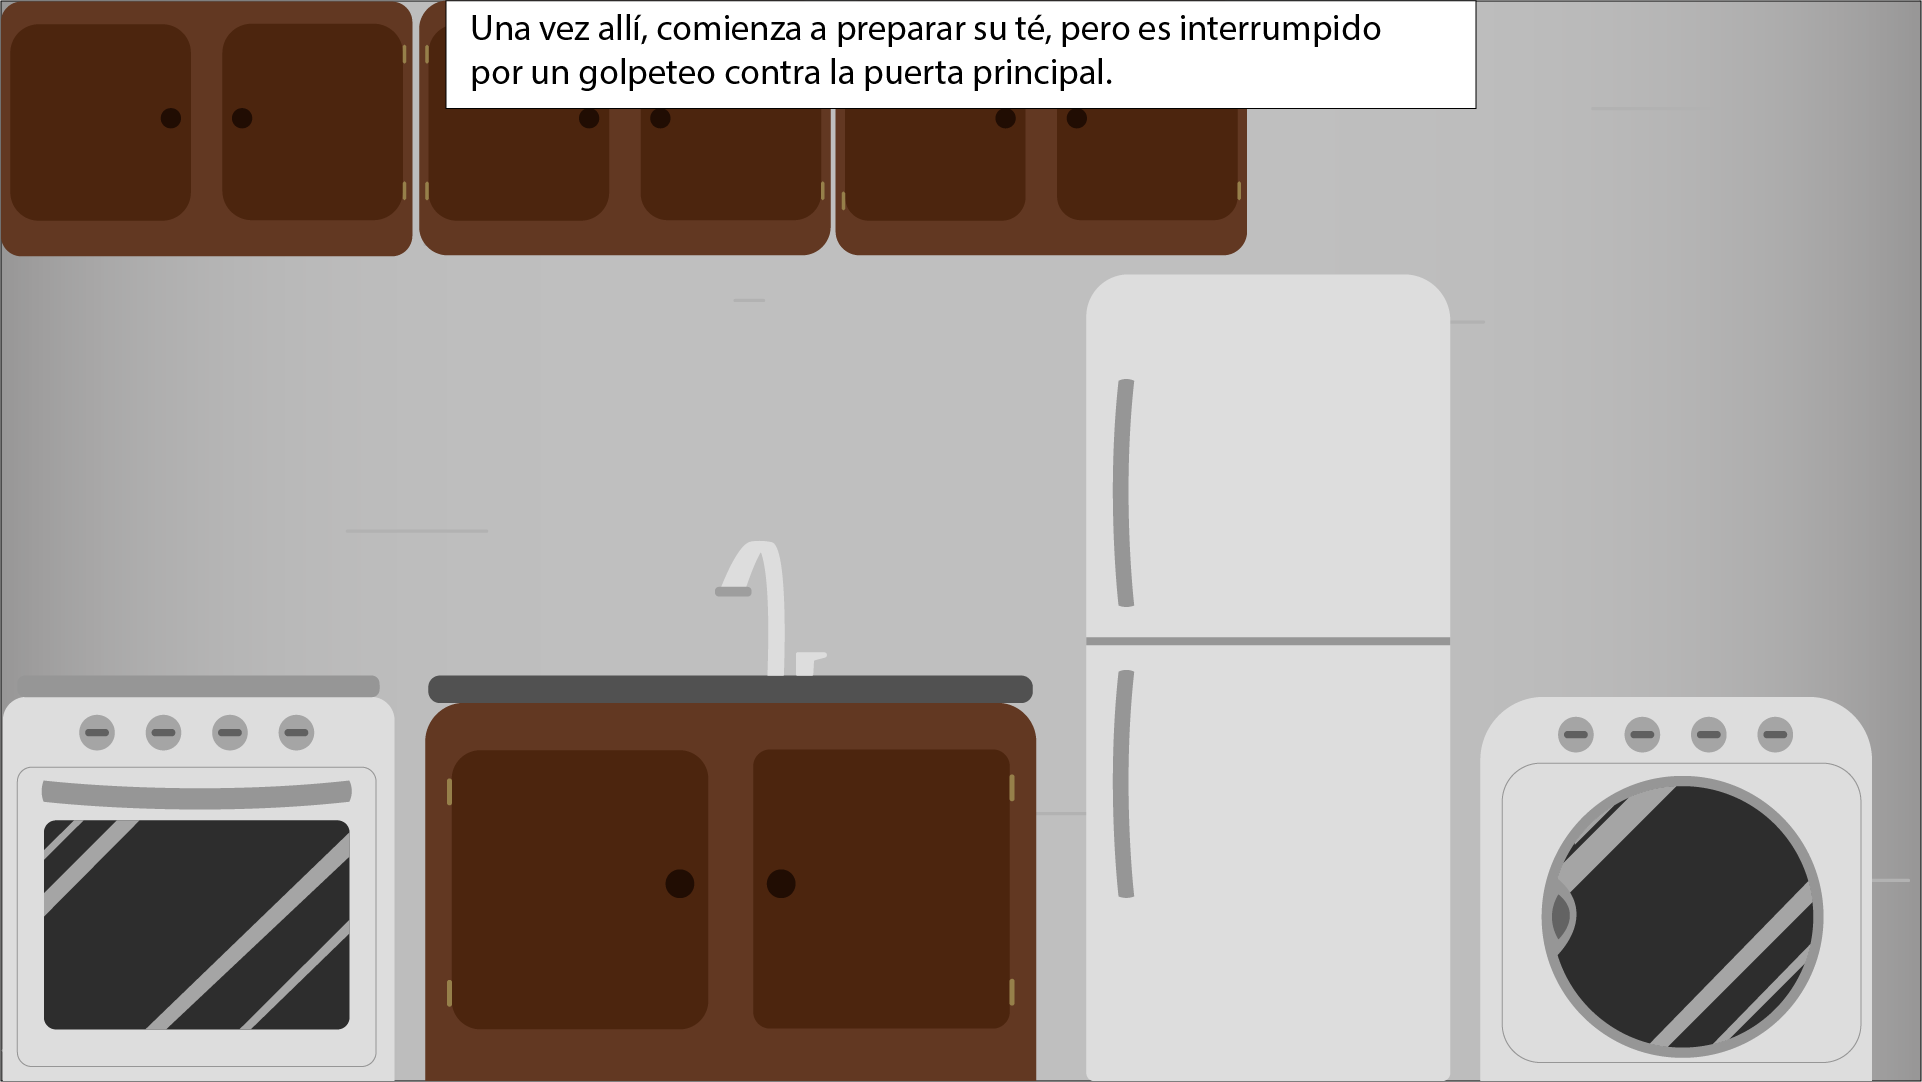 Una vez allí, comienza a preparar su té, pero es interrumpido
por un golpeteo contra la puerta principal.